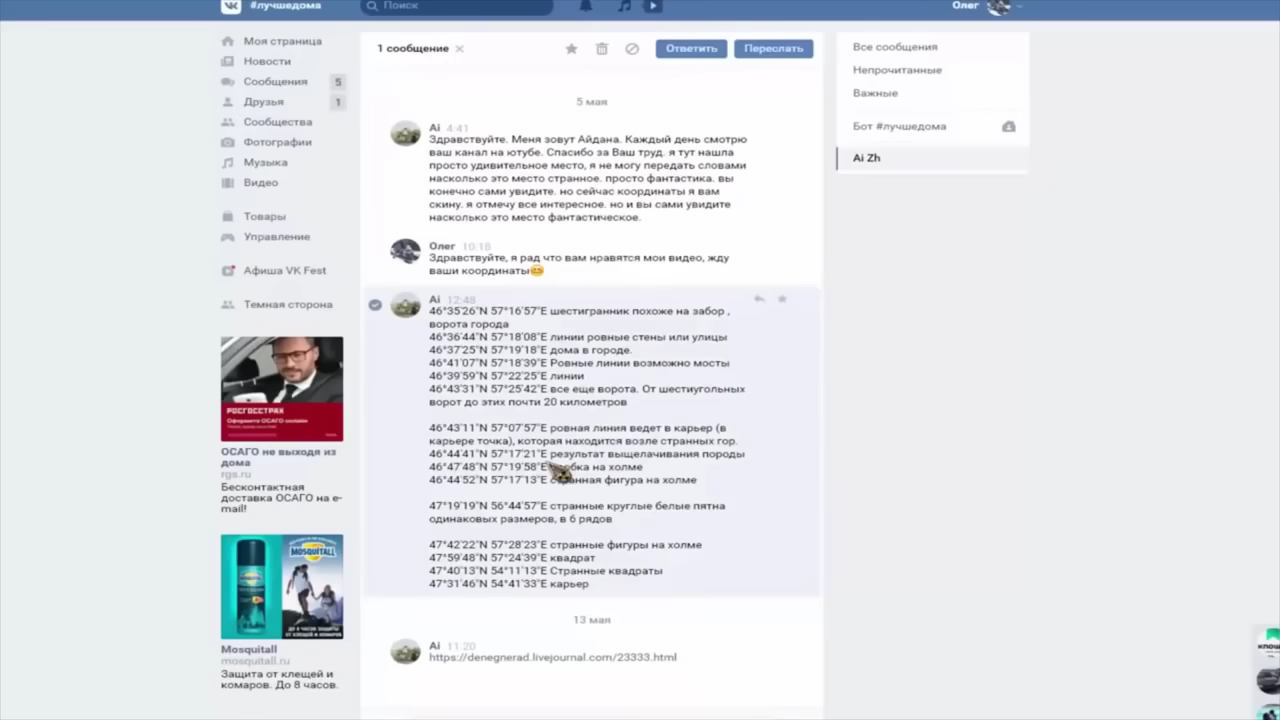 #лучшедома
Поиск
Олег
Моя страница
Новости
Сообщения 5
Друзья 1
Сообщества
Фотографии
Музыка
Видео
Товары
Управление
Афиша VK Fest
Темная сторона
РОСГОССТРАХ
ОСАГО не выходя из
дома
rgs.ru
Бесконтактная
доставка ОСАГО на e-
mail!
MOSQUITALL
Mosquitall
mosquitall.ru
Защита от клещей и
комаров. До 8 часов.
1 сообщение
Ответить
Переслать
5 мая
Ai 4:41
Здравствуйте. Меня зовут Айдана. Каждый день смотрю
ваш канал на ютубе. Спасибо за Ваш труд. я тут нашла
просто удивительное место, я не могу передать словами
насколько это место странное. просто фантастика. вы
конечно сами увидите. но сейчас координаты я вам
скину. я отмечу все интересное. но и вы сами увидите
насколько это место фантастическое.
Олег 10:18
Здравствуйте, я рад что вам нравятся мои видео, жду
ваши координаты😊
Ai 12:48
46°35'26"N 57°16'57"E шестигранник похоже на забор ,
ворота города
46°36'44"N 57°18'08"E линии ровные стены или улицы
46°37'25"N 57°19'18"E дома в городе.
46°41'07"N 57°18'39"E Ровные линии возможно мосты
46°39'59"N 57°22'25"E линии
46°43'31"N 57°25'42"E все еще ворота. От шестиугольных
ворот до этих почти 20 километров
46°43'11"N 57°07'57"E ровная линия ведет в карьер (в
карьере точка), которая находится возле странных гор.
46°44'41"N 57°17'21"E результат выщелачивания породы
46°47'48"N 57°19'58"E на холме
46°44'52"N 57°17'13"E странная фигура на холме
47°19'19"N 56°44'57"E странные круглые белые пятна
одинаковых размеров, в 6 рядов
47°42'22"N 57°28'23"E странные фигуры на холме
47°59'48"N 57°24'39"E квадрат
47°40'13"N 54°11'13"E Странные квадраты
47°31'46"N 54°41'33"E карьер
13 мая
Ai 11:20
https://denegnerad.livejournal.com/23333.html
Все сообщения
Непрочитанные
Важные
Бот #лучшедома
Ai Zh